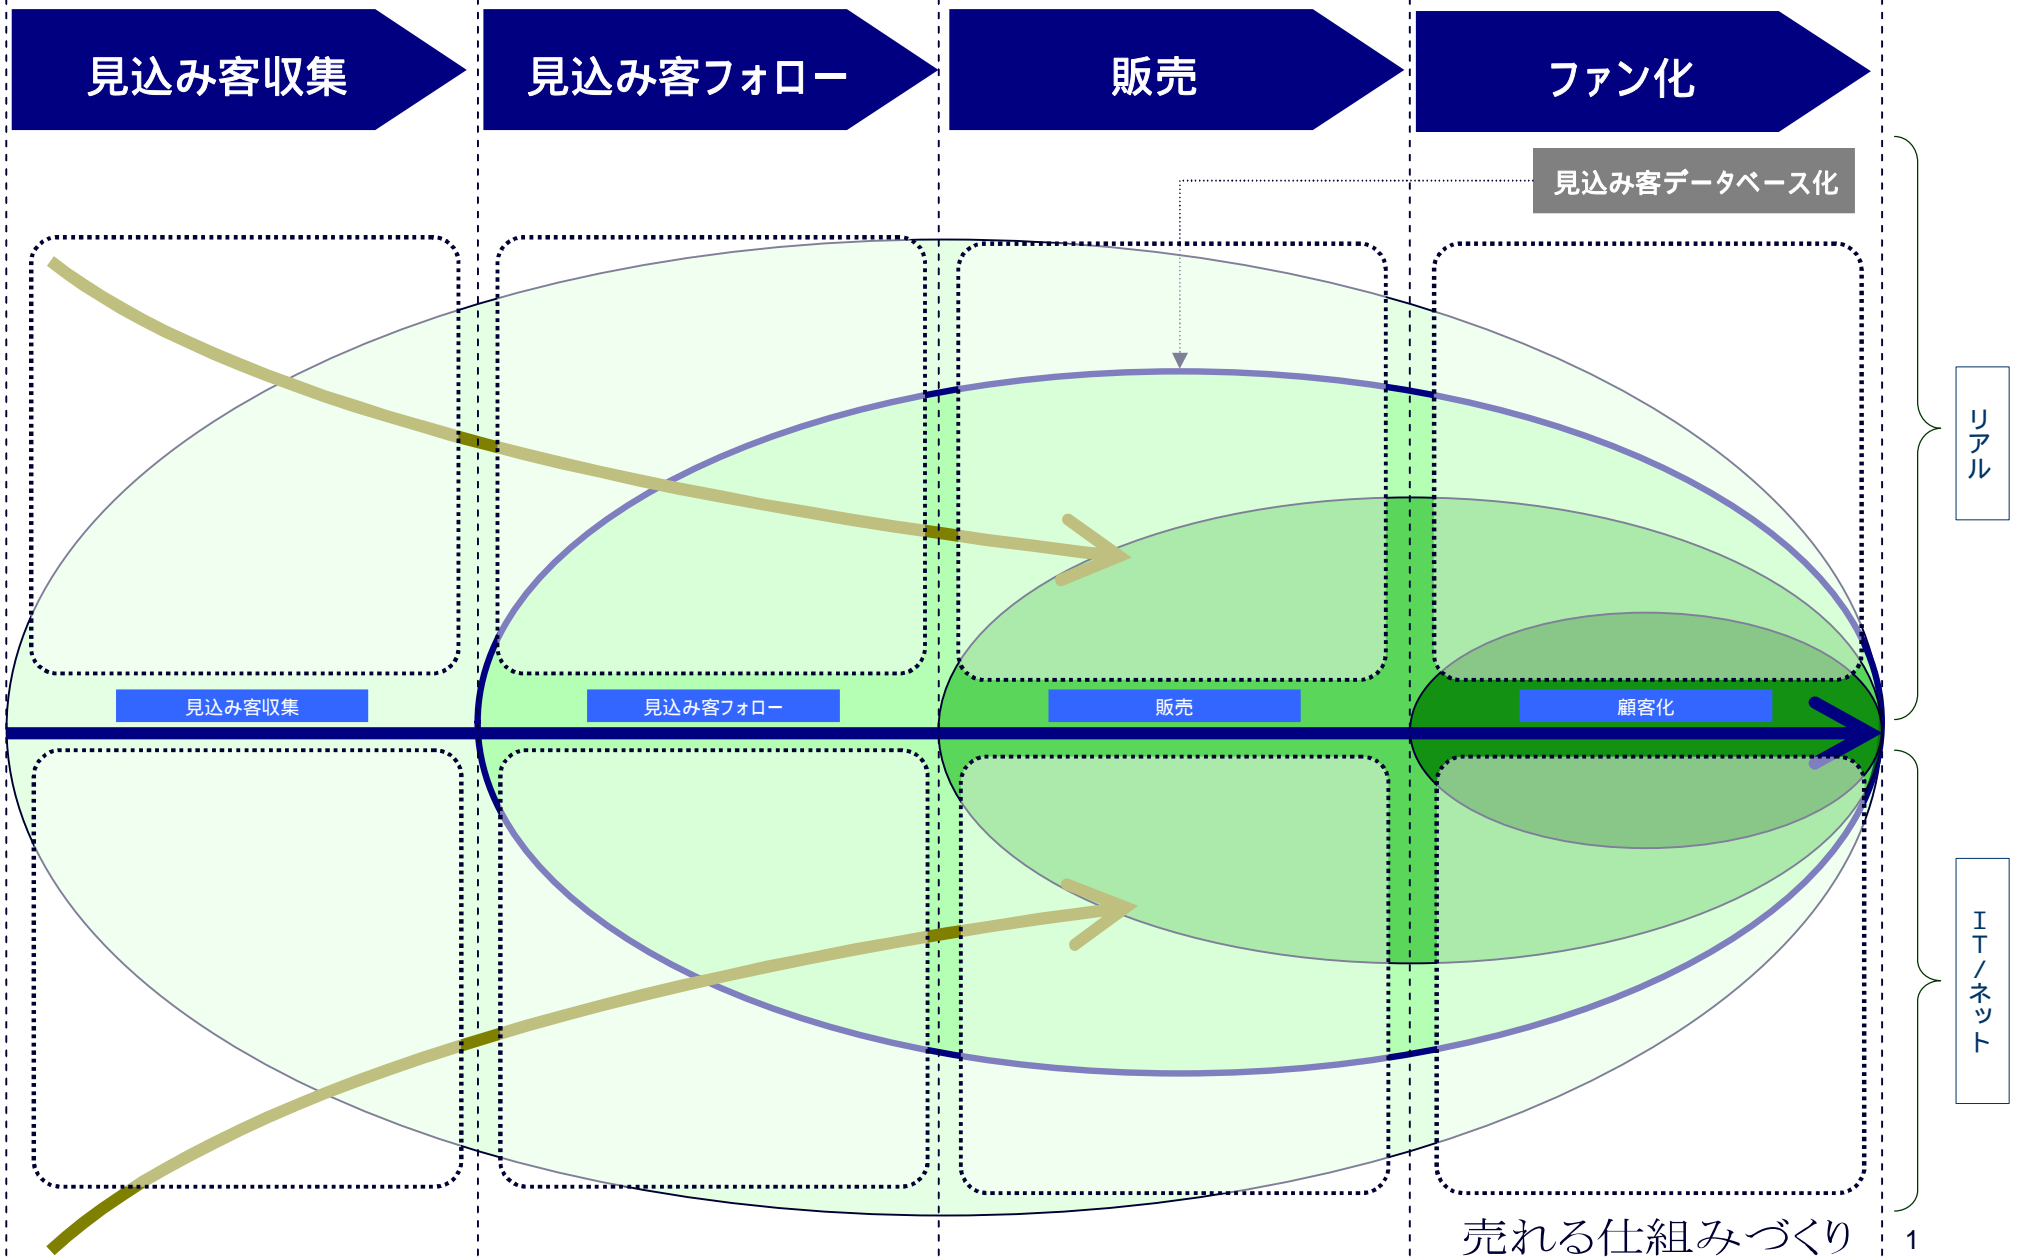 見込み客収集
見込み客フォロー
販売
ファン化
見込み客データベース化
リアル
見込み客収集
見込み客フォロー
販売
顧客化
IT/ネット
売れる仕組みづくり
1